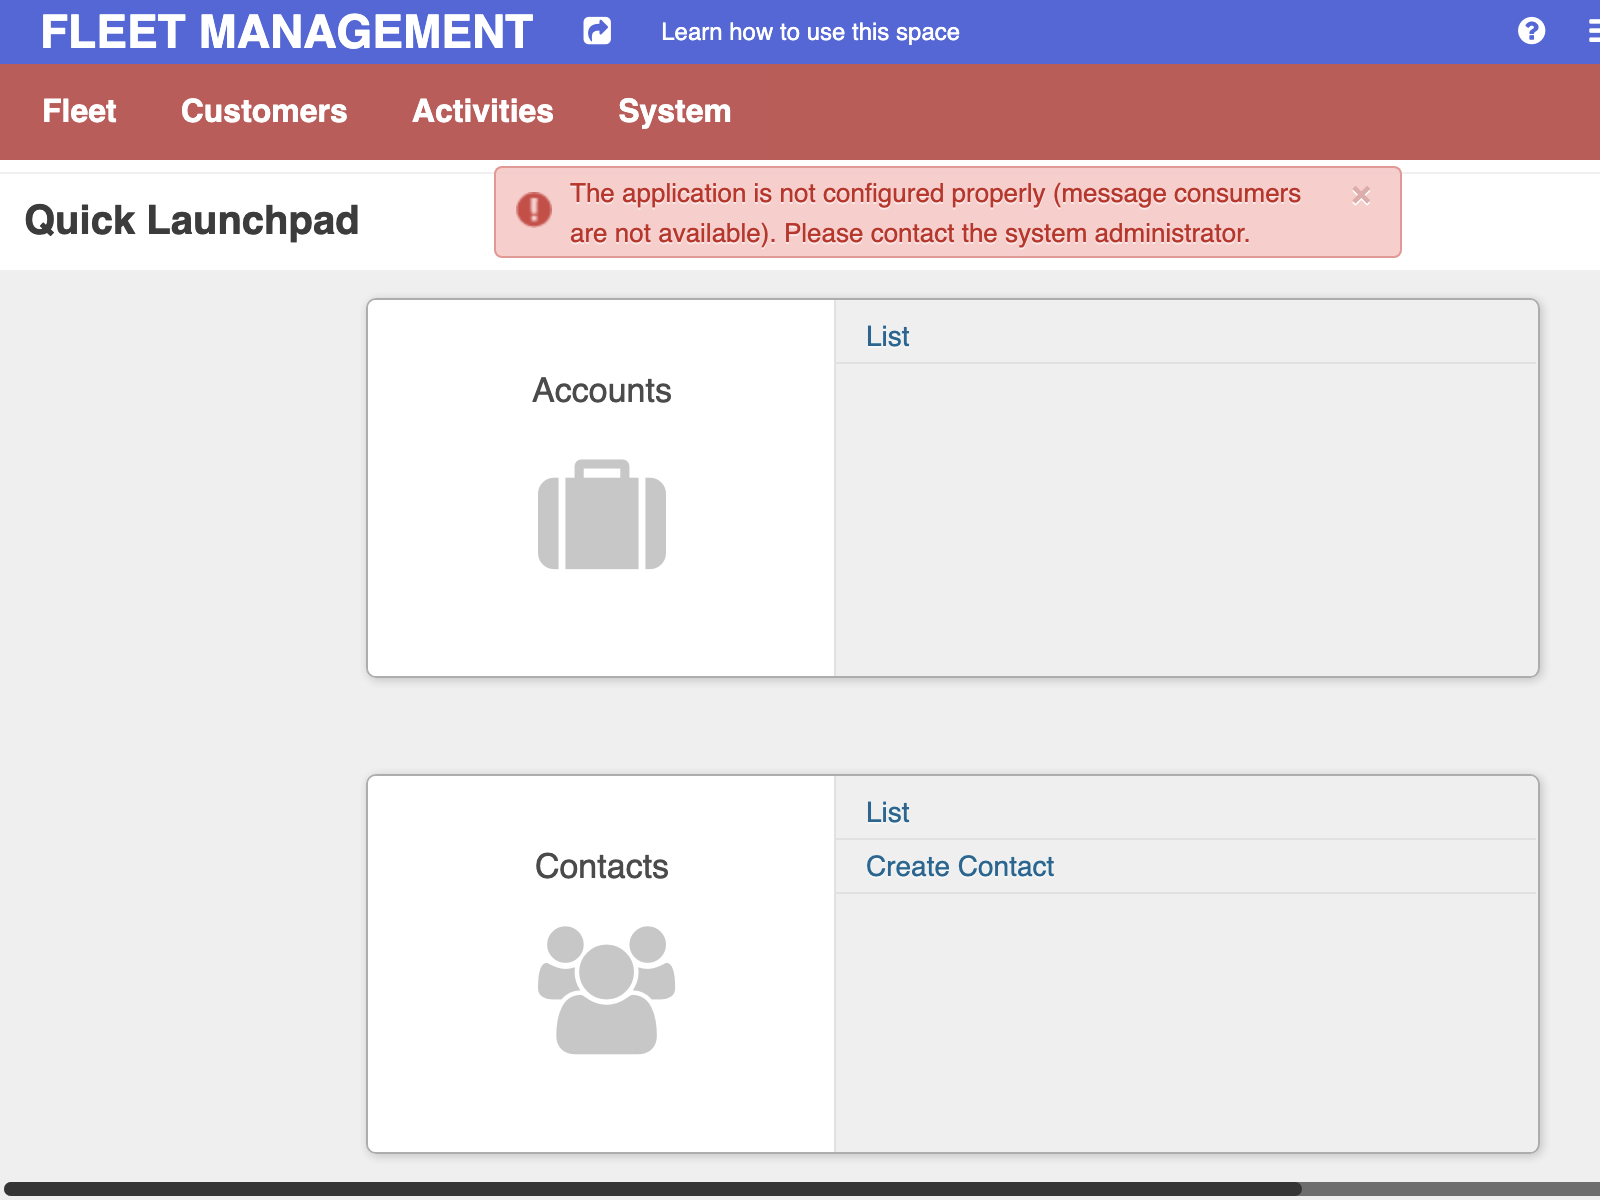 FLEET MANAGEMENT
Learn how to use this space
Fleet
Customers
Activities
System
Quick Launchpad
The application is not configured properly (message consumers
are not available). Please contact the system administrator.
Accounts
List
Contacts
List
Create Contact